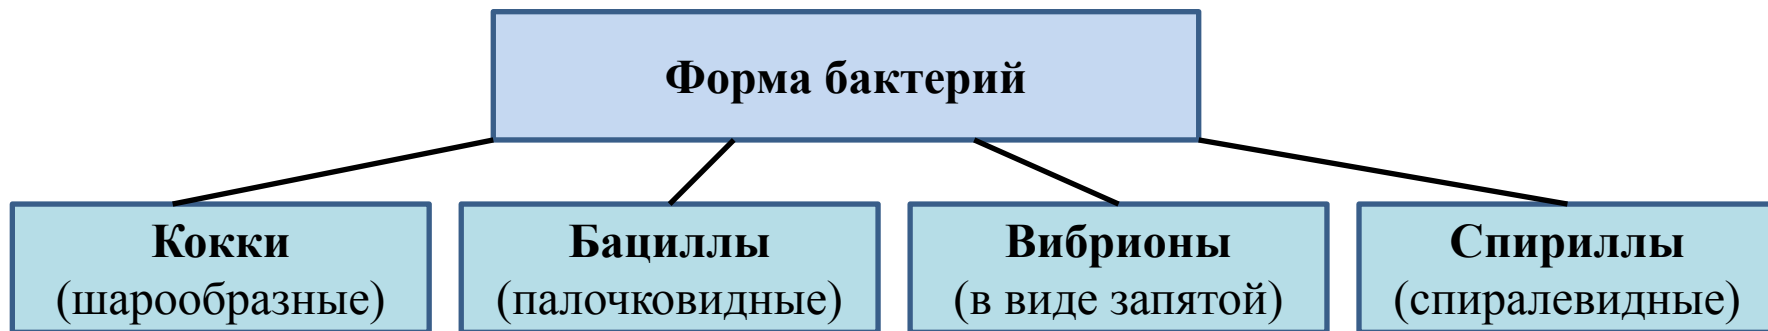 Форма бактерий
Кокки
(шарообразные)
Бациллы
(палочковидные)
Вибрионы
(в виде запятой)
Спириллы
(спиралевидные)